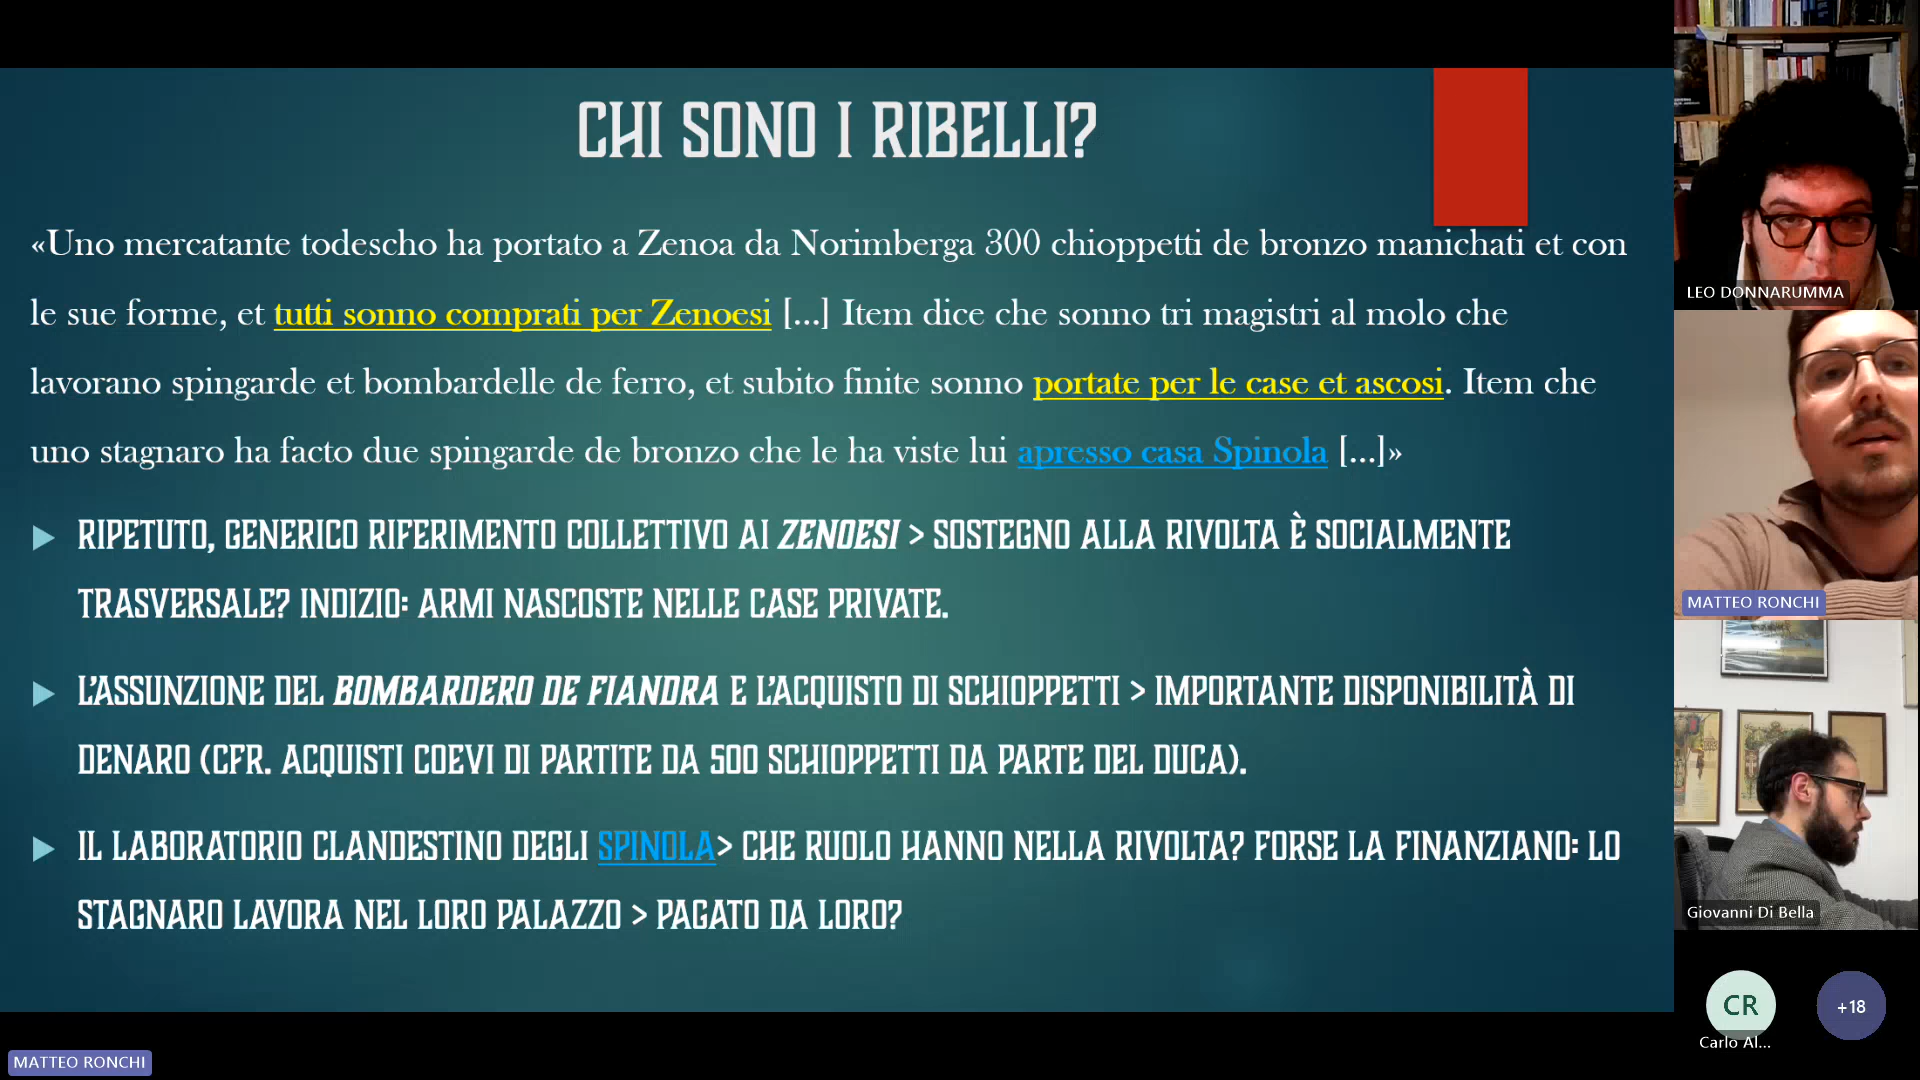 CHI SONO I RIBELLI?
«Uno mercatante todescho ha portato a Zenoa da Norimberga 300 chioppetti de bronzo manichati et con
le sue forme, et tutti sonno comprati per Zenoesi [...] Item dice che sonno tri magistri al molo che
lavorano spingarde et bombardelle de ferro, et subito finite sonno portate per le case et ascosi. Item che
uno stagnaro ha facto due spingarde de bronzo che le ha viste lui apresso casa Spinola [...]»
RIPETUTO, GENERICO RIFERIMENTO COLLETTIVO AI ZENOESI > SOSTEGNO ALLA RIVOLTA È SOCIALMENTE
TRASVERSALE? INDIZIO: ARMI NASCOSTE NELLE CASE PRIVATE.
L'ASSUNZIONE DEL BOMBARDERO DE FIANDRA E L'ACQUISTO DI SCHIOPPETTI > IMPORTANTE DISPONIBILITÀ DI
DENARO (CFR. ACQUISTI COEVI DI PARTITE DA 500 SCHIOPPETTI DA PARTE DEL DUCA).
IL LABORATORIO CLANDESTINO DEGLI SPINOLA> CHE RUOLO HANNO NELLA RIVOLTA? FORSE LA FINANZIANO: LO
STAGNARO LAVORA NEL LORO PALAZZO > PAGATO DA LORO?
LEO DONNARUMMA
MATTEO RONCHI
Giovanni Di Bella
CR
+18
Carlo Al...
MATTEO RONCHI